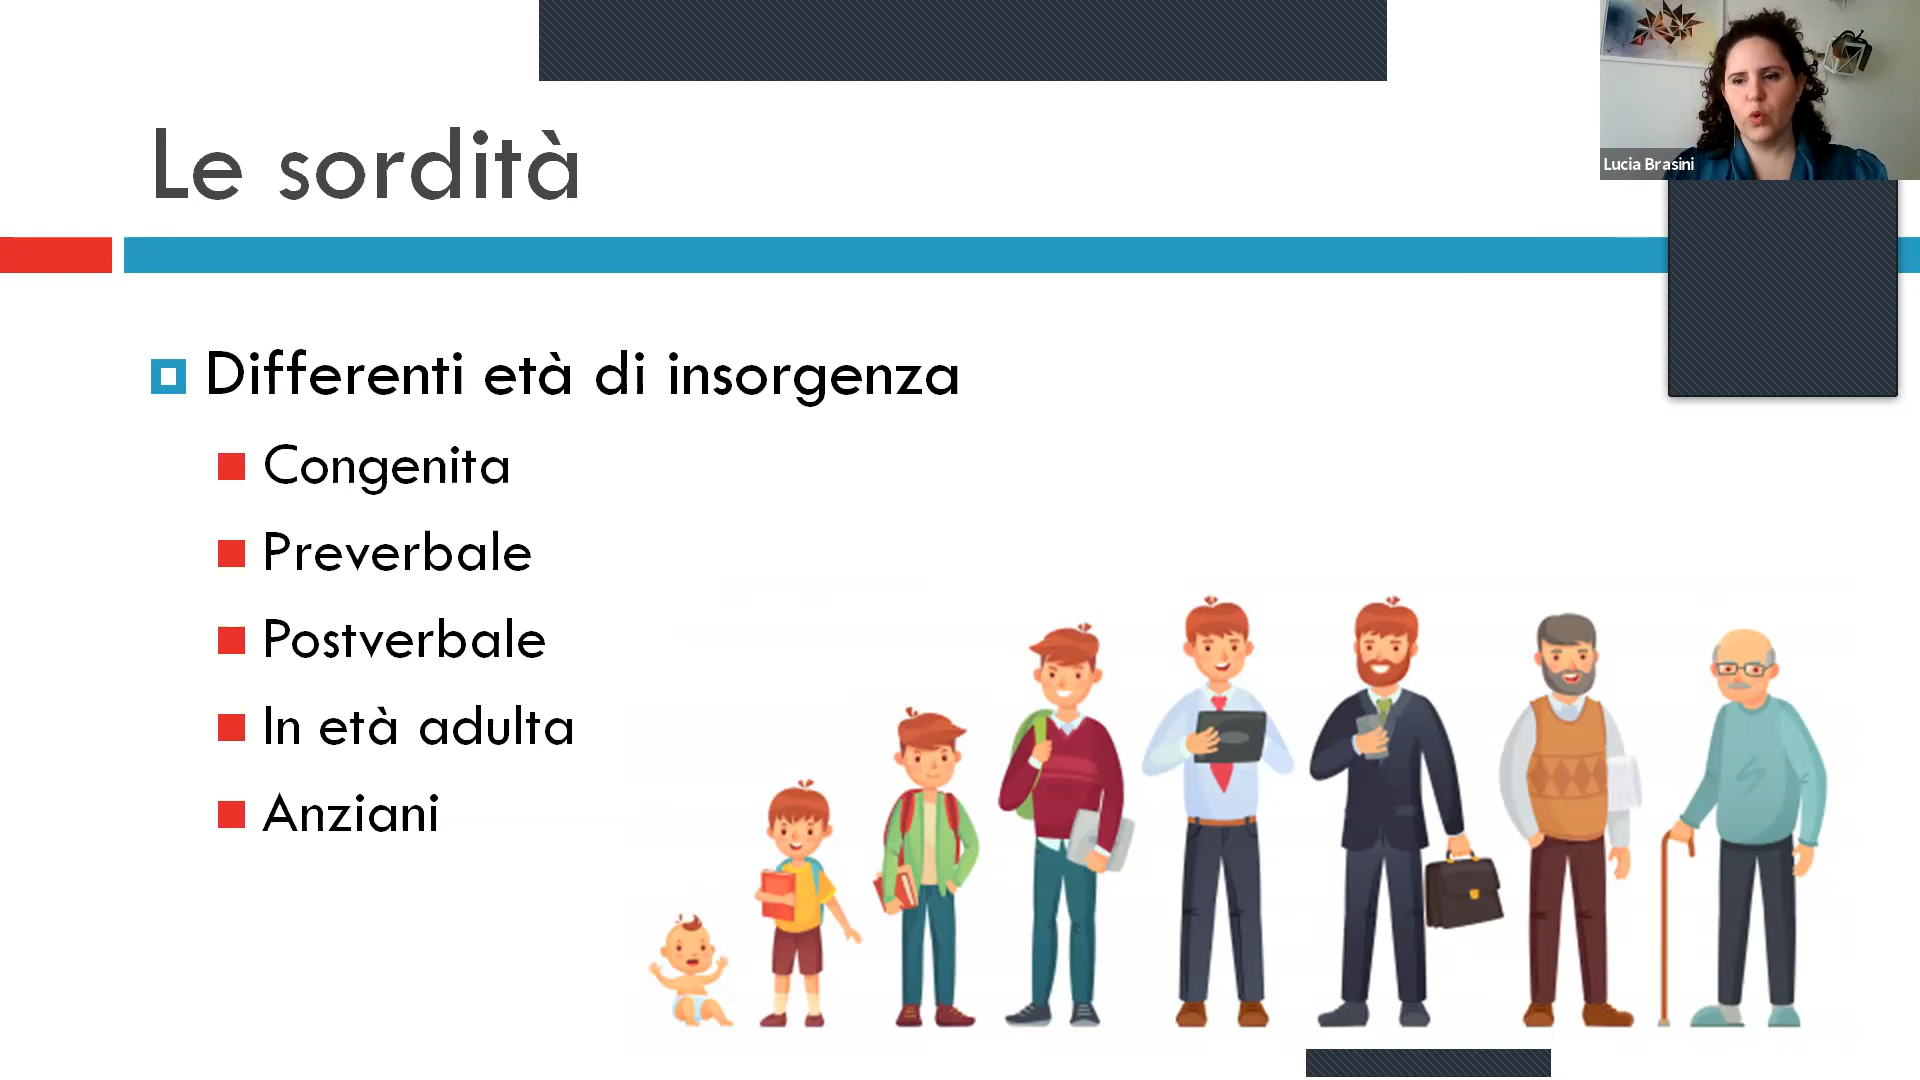 Le sordità
Lucia Brasini
Differenti età di insorgenza
Congenita
Preverbale
Postverbale
In età adulta
Anziani